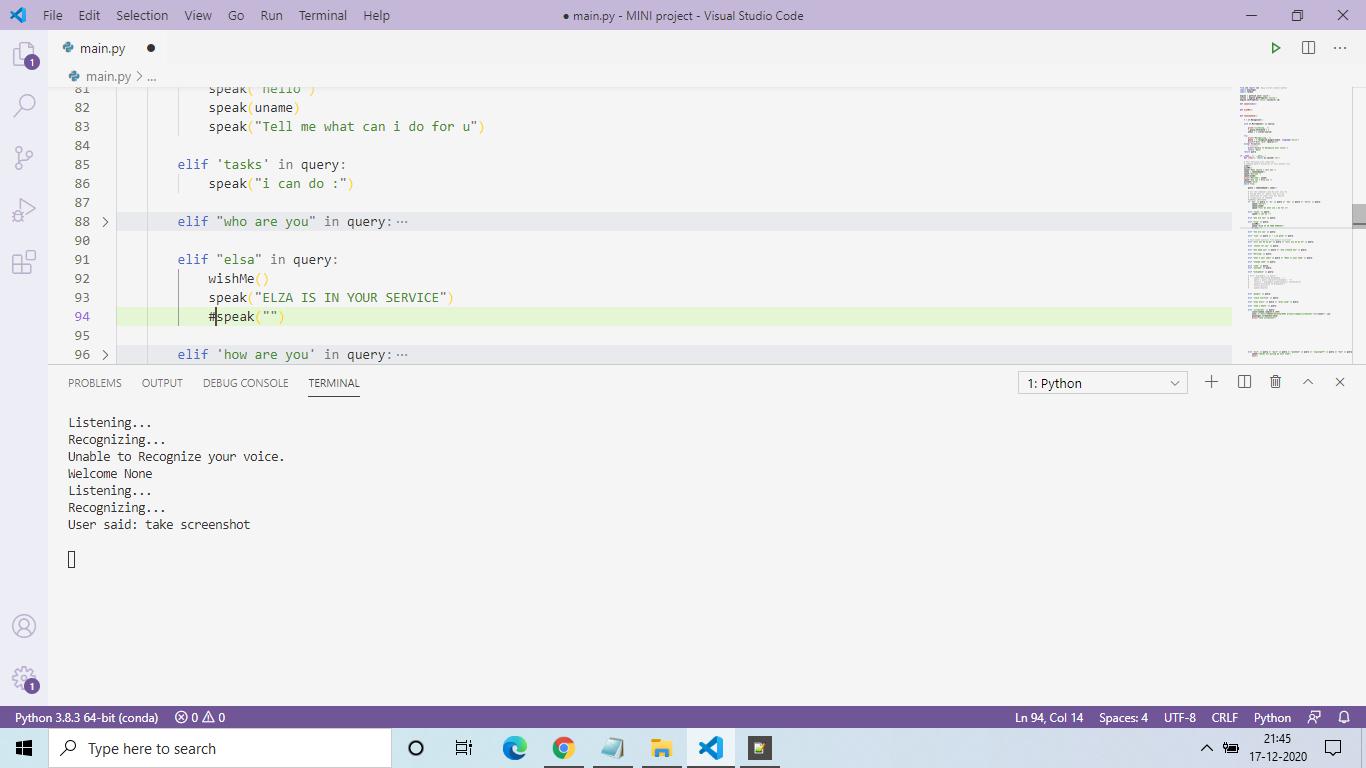 File Edit Selection View Go Run Terminal Help ● main.py - MINI project - Visual Studio Code
main.py ●
main.py > ...
81 speak("hello")
82 speak(uname)
83 speak("Tell me what can i do for u")
84
85 elif 'tasks' in query:
86 speak("i can do :")
87
88 > elif "who are you" in query: ...
90
91 elif "elsa" in query:
92 wishMe()
93 speak("ELZA IS IN YOUR SERVICE")
94 #speak("")
95
96 > elif 'how are you' in query: ...
PROBLEMS OUTPUT DEBUG CONSOLE TERMINAL 1: Python
Listening...
Recognizing...
Unable to Recognize your voice.
Welcome None
Listening...
Recognizing...
User said: take screenshot
1
1
Python 3.8.3 64-bit (conda) 0 0 Ln 94, Col 14 Spaces: 4 UTF-8 CRLF Python
Type here to search
21:45
17-12-2020